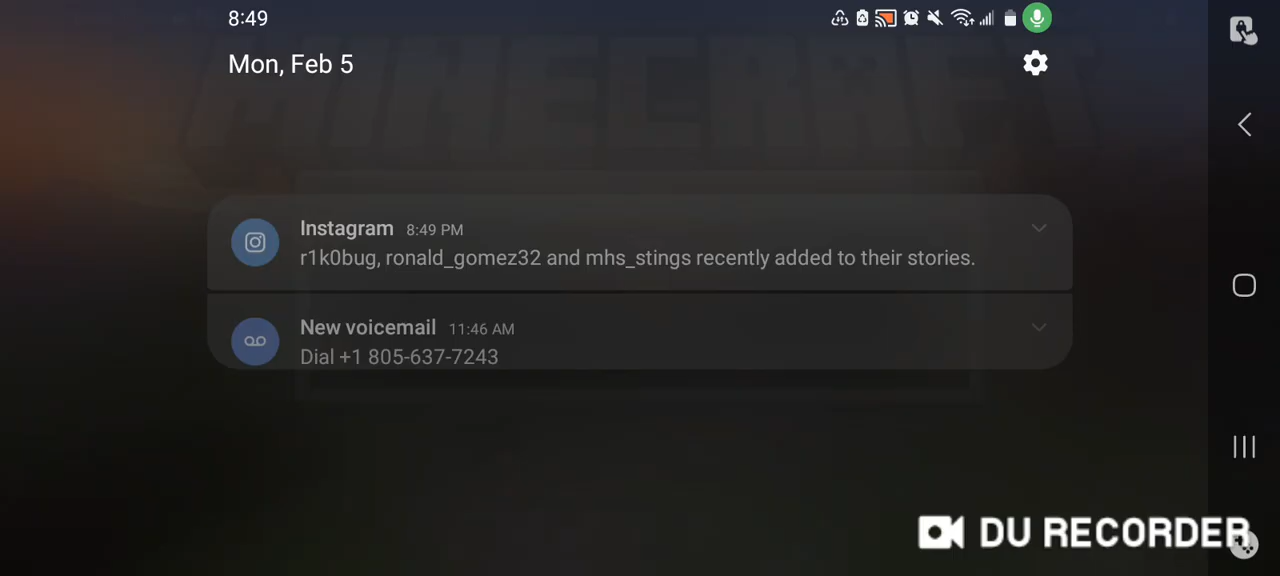 8:49
MINECRAFT
Mon, Feb 5
Instagram 8:49 PM
r1k0bug, ronald_gomez32 and mhs_stings recently added to their stories.
New voicemail 11:46 AM
Dial +1 805-637-7243
DU RECORDER